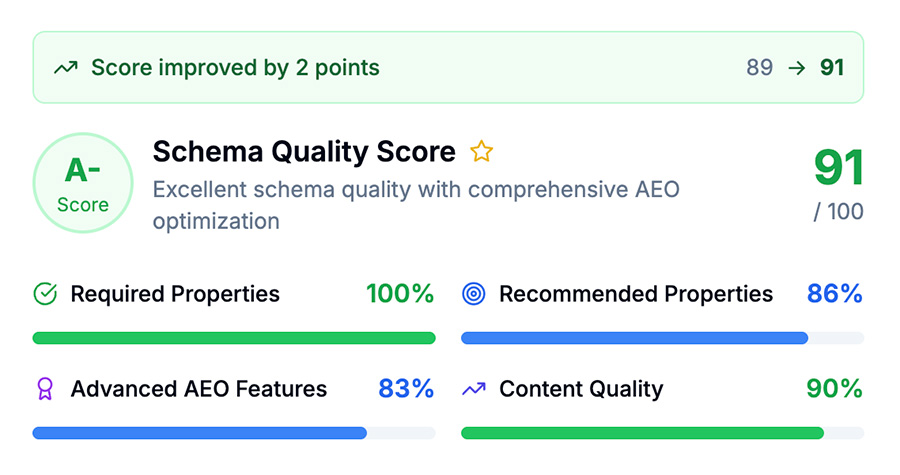 Score improved by 2 points 89 → 91
A-
Score
Schema Quality Score
Excellent schema quality with comprehensive AEO
optimization
91
/ 100
Required Properties 100%
Recommended Properties 86%
Advanced AEO Features 83%
Content Quality 90%